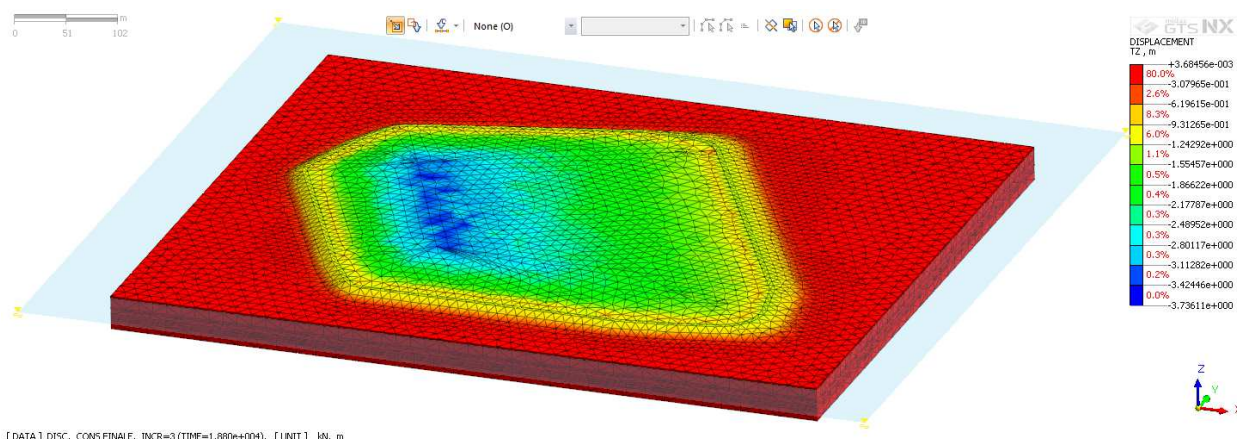 m
0 51 102
None (O)
midas
GTS NX
DISPLACEMENT
TZ , m
+3.68456e-003
80.0%
-3.07965e-001
2.6%
-6.19615e-001
8.3%
-9.31265e-001
6.0%
-1.24292e+000
1.1%
-1.55457e+000
0.5%
-1.86622e+000
0.4%
-2.17787e+000
0.3%
-2.48952e+000
0.3%
-2.80117e+000
0.3%
-3.11282e+000
0.2%
-3.42446e+000
0.0%
-3.73611e+000
Z
Y
X
[ DATA ] DISC, CONS FINALE, INCR=3 (TIME=1.880e+004), [ UNIT ] kN, m